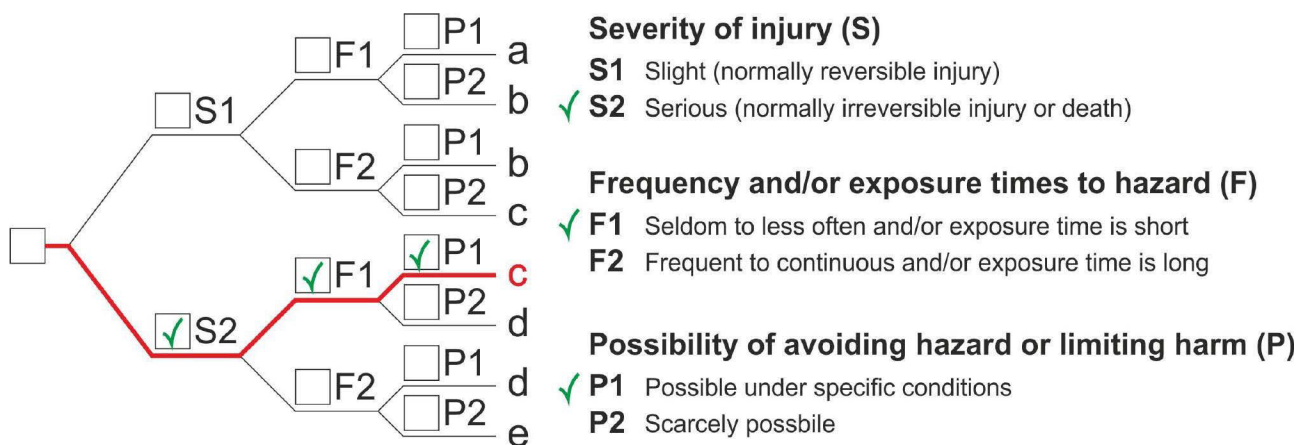 P1
F1
a
P2
b
S1
P1
b
F2
P2
c
P1
c
F1
P2
d
S2
P1
d
F2
P2
e
Severity of injury (S)
S1 Slight (normally reversible injury)
S2 Serious (normally irreversible injury or death)
Frequency and/or exposure times to hazard (F)
F1 Seldom to less often and/or exposure time is short
F2 Frequent to continuous and/or exposure time is long
Possibility of avoiding hazard or limiting harm (P)
P1 Possible under specific conditions
P2 Scarcely possbile